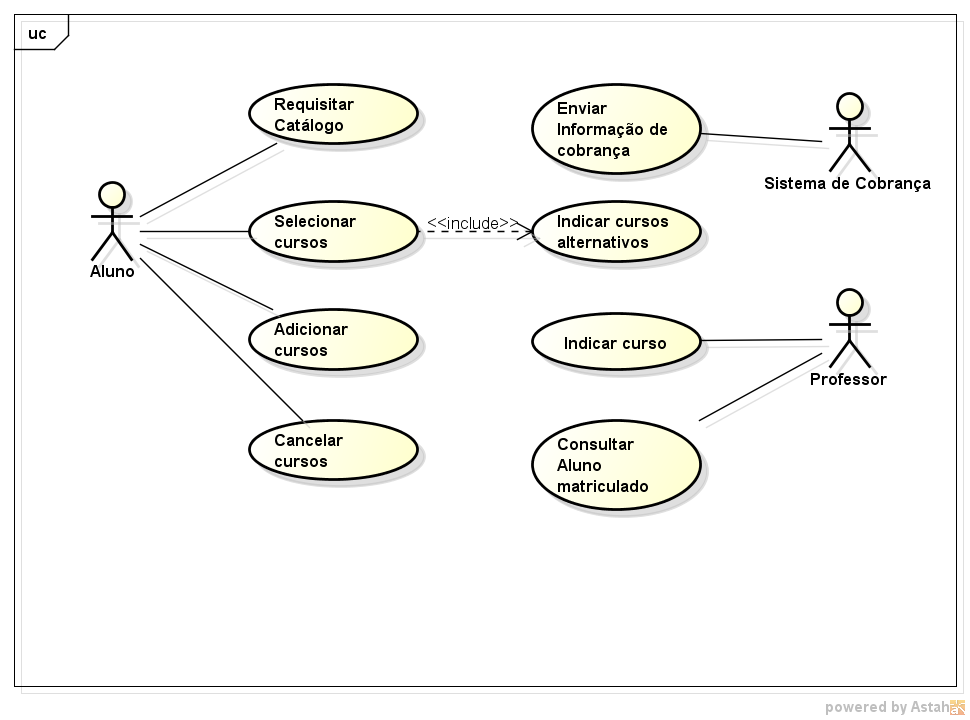 uc
Requisitar
Catálogo
Enviar
Informação de
cobrança
Sistema de Cobrança
Selecionar
cursos
<<include>>
Indicar cursos
alternativos
Aluno
Adicionar
cursos
Indicar curso
Professor
Cancelar
cursos
Consultar
Aluno
matriculado
powered by Astah